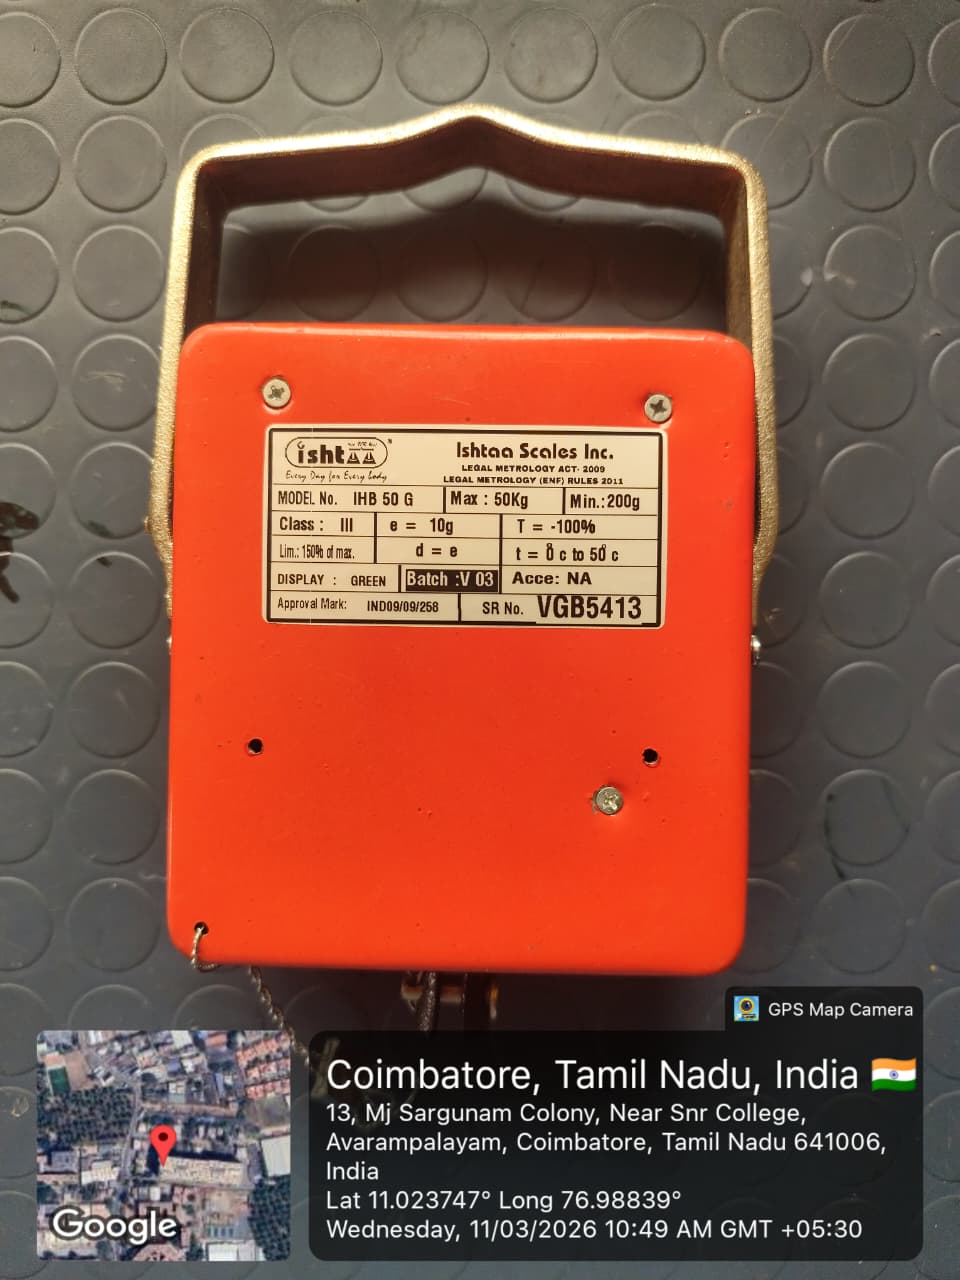 ishtaa
Every Day for Every body
Ishtaa Scales Inc.
LEGAL METROLOGY ACT- 2009
LEGAL METROLOGY (ENF) RULES 2011
MODEL No. IHB 50 G Max : 50Kg Min.:200g
Class : III e = 10g T = -100%
Lim.: 150% of max. d = e t = 0° c to 50° c
DISPLAY : GREEN Batch :V 03 Acce: NA
Approval Mark: IND09/09/258 SR No. VGB5413
GPS Map Camera
Coimbatore, Tamil Nadu, India
13, Mj Sargunam Colony, Near Snr College,
Avarampalayam, Coimbatore, Tamil Nadu 641006,
India
Lat 11.023747° Long 76.98839°
Wednesday, 11/03/2026 10:49 AM GMT +05:30
Google